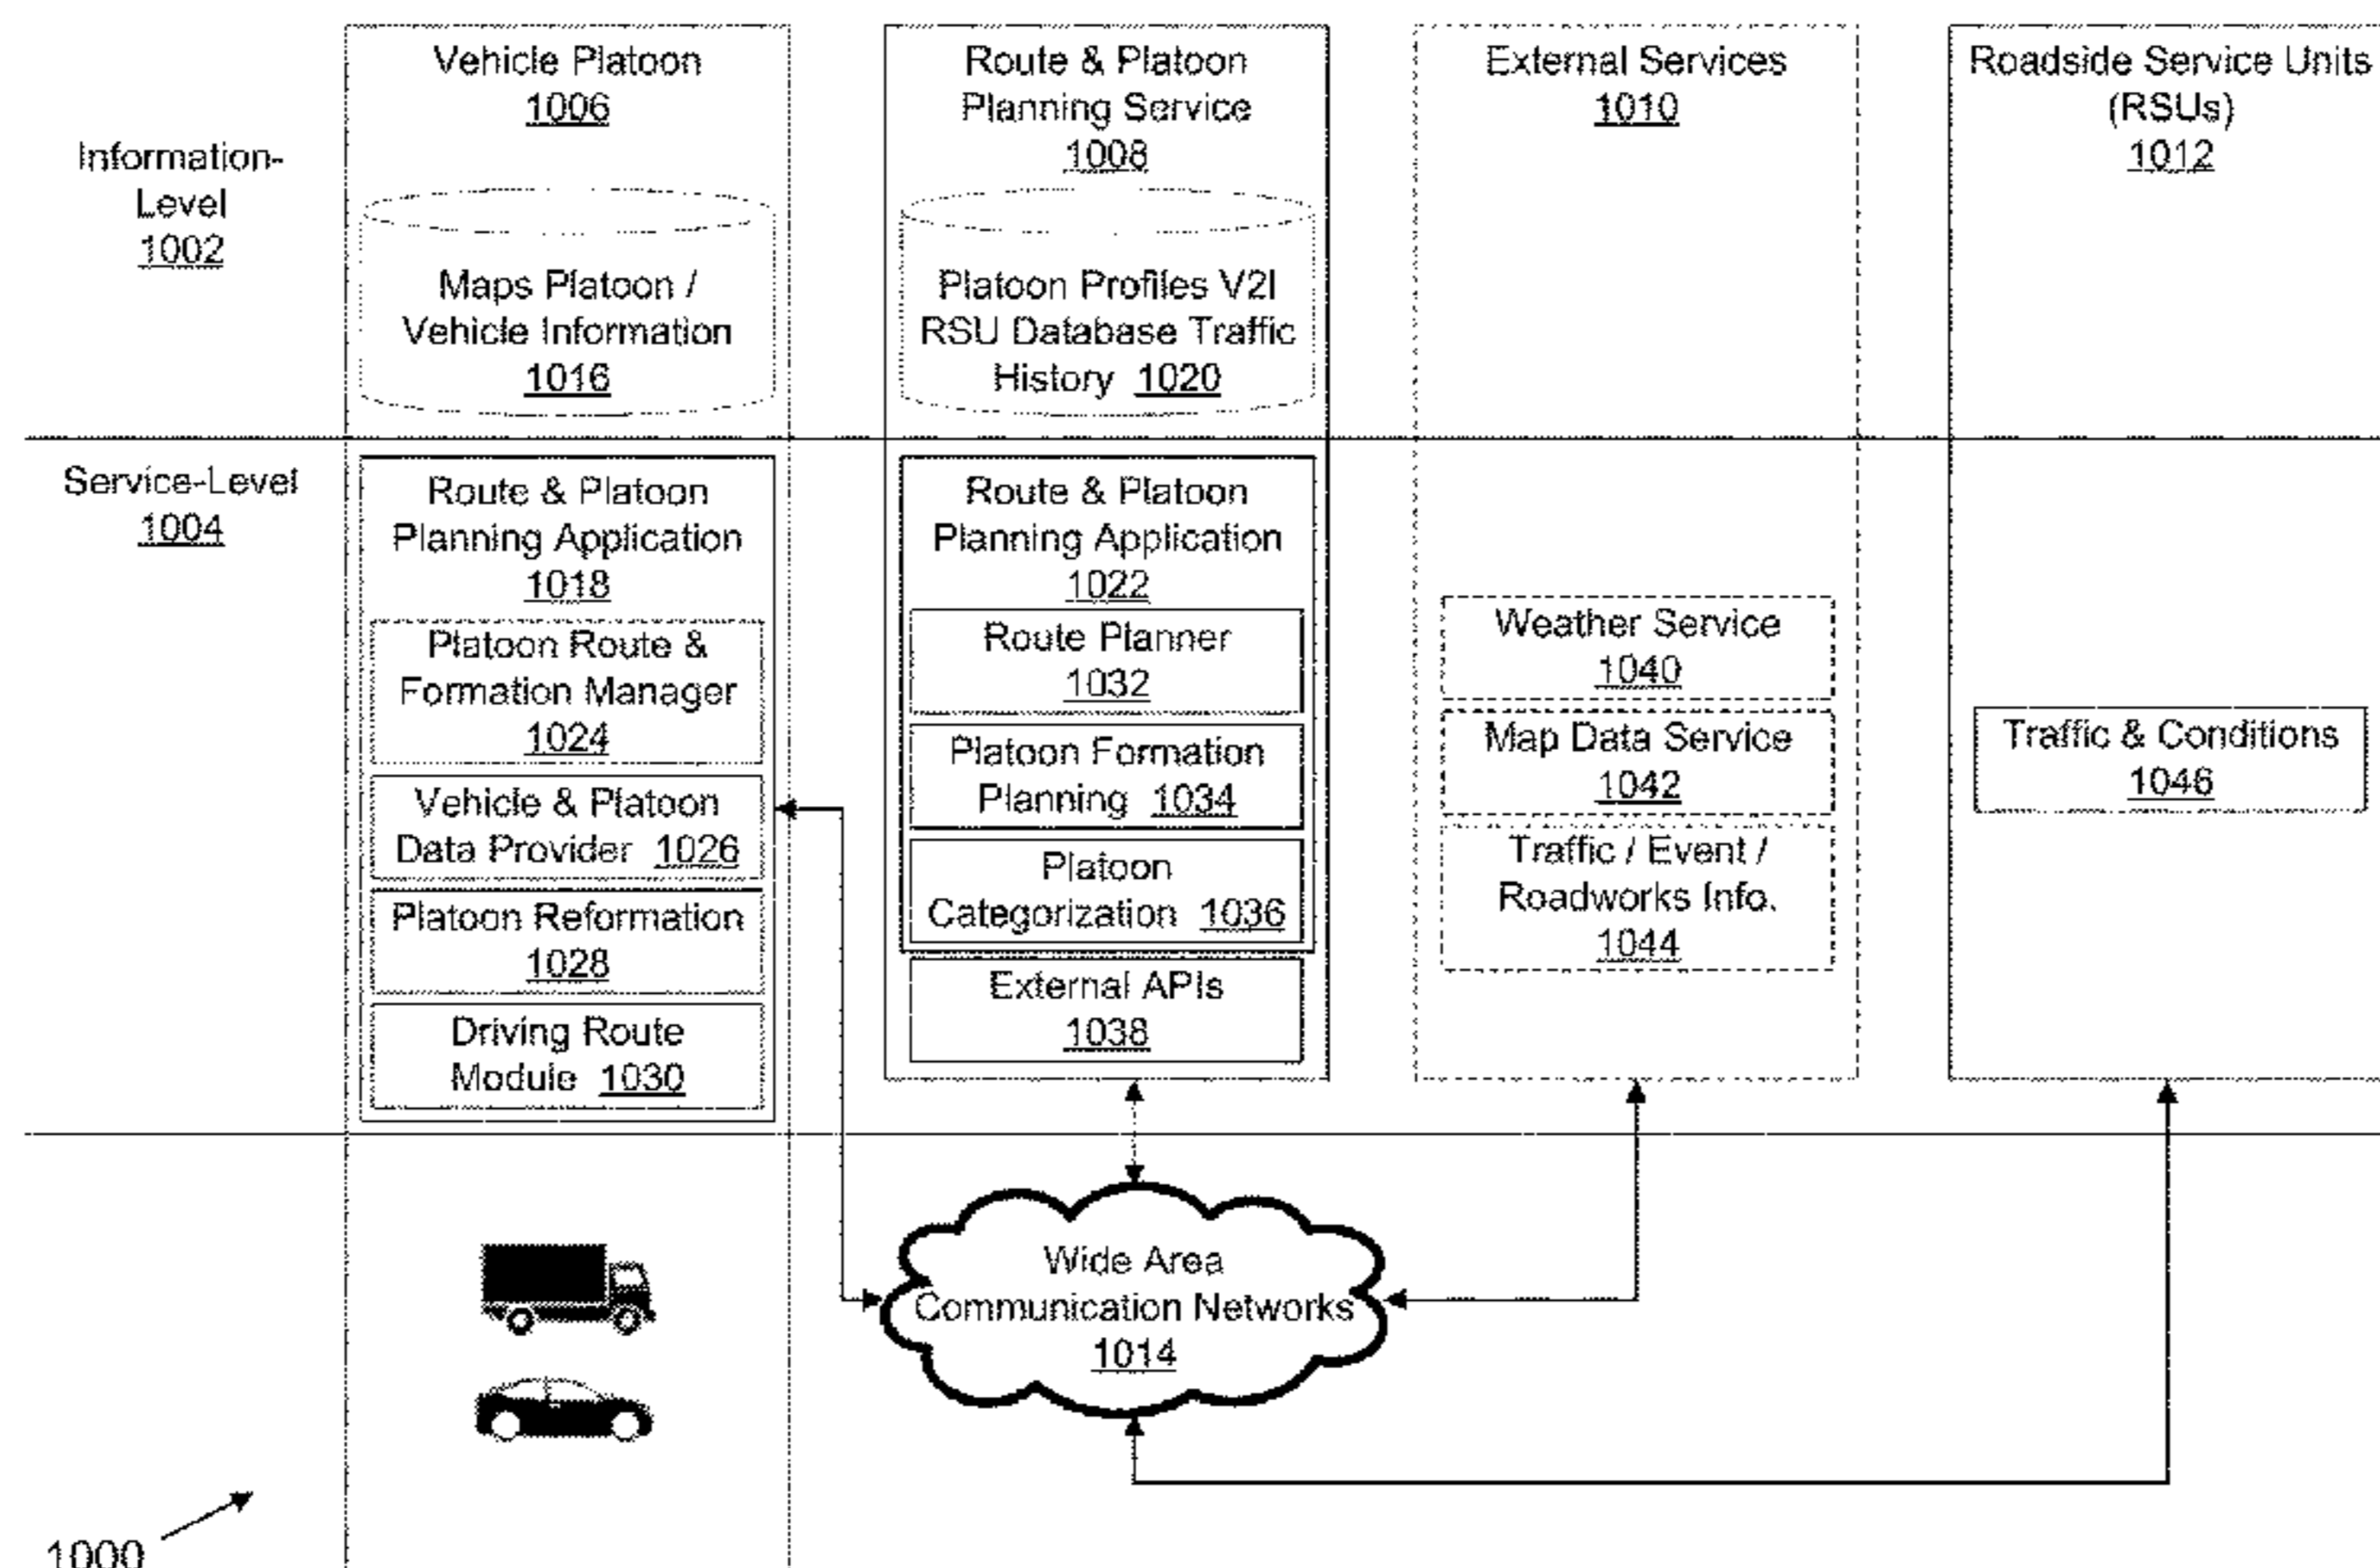 Information-
Level
1002
Vehicle Platoon
1006
Maps Platoon /
Vehicle Information
1016
Route & Platoon
Planning Service
1008
Platoon Profiles V2I
RSU Database Traffic
History 1020
External Services
1010
Roadside Service Units
(RSUs)
1012
Service-Level
1004
Route & Platoon
Planning Application
1018
Platoon Route &
Formation Manager
1024
Vehicle & Platoon
Data Provider 1026
Platoon Reformation
1028
Driving Route
Module 1030
Route & Platoon
Planning Application
1022
Route Planner
1032
Platoon Formation
Planning 1034
Platoon
Categorization 1036
External APIs
1038
Weather Service
1040
Map Data Service
1042
Traffic / Event /
Roadworks Info.
1044
Traffic & Conditions
1046
Wide Area
Communication Networks
1014
1000